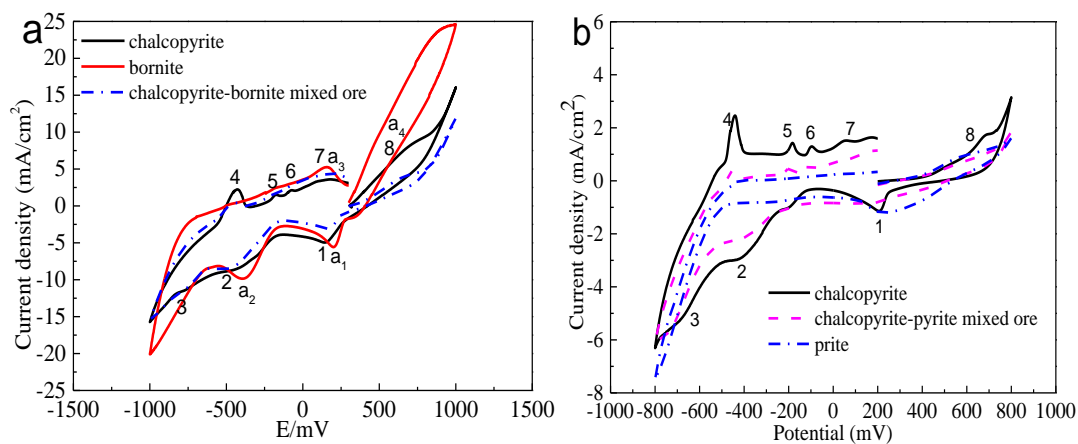 a
25
20
15
10
5
0
-5
-10
-15
-20
-25
Current density (mA/cm²)
chalcopyrite
bornite
chalcopyrite-bornite mixed ore
4
5
6
7
a₃
a₄
8
1
a₁
2
a₂
3
-1500 -1000 -500 0 500 1000 1500
E/mV
b
6
4
2
0
-2
-4
-6
-8
Current density (mA/cm²)
4
5
6
7
8
1
2
3
chalcopyrite
chalcopyrite-pyrite mixed ore
prite
-1000 -800 -600 -400 -200 0 200 400 600 800 1000
Potential (mV)